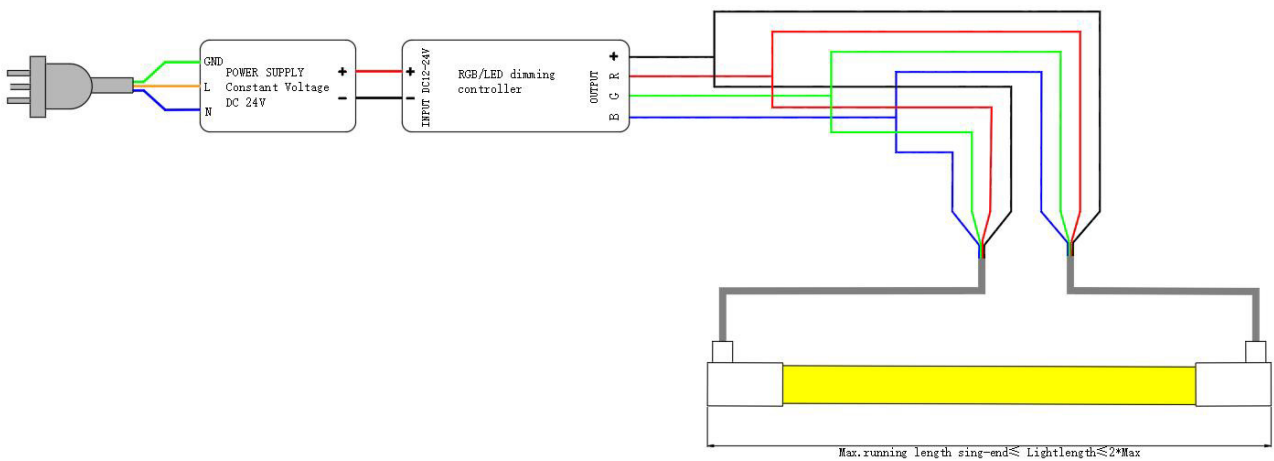 GND
L
N
POWER SUPPLY
Constant Voltage
DC 24V
+
-
+
-
INPUT DC12-24V
RGB/LED dimming
controller
OUTPUT
+
R
G
B
Max.running length sing-end≤ Lightlength≤2*Max